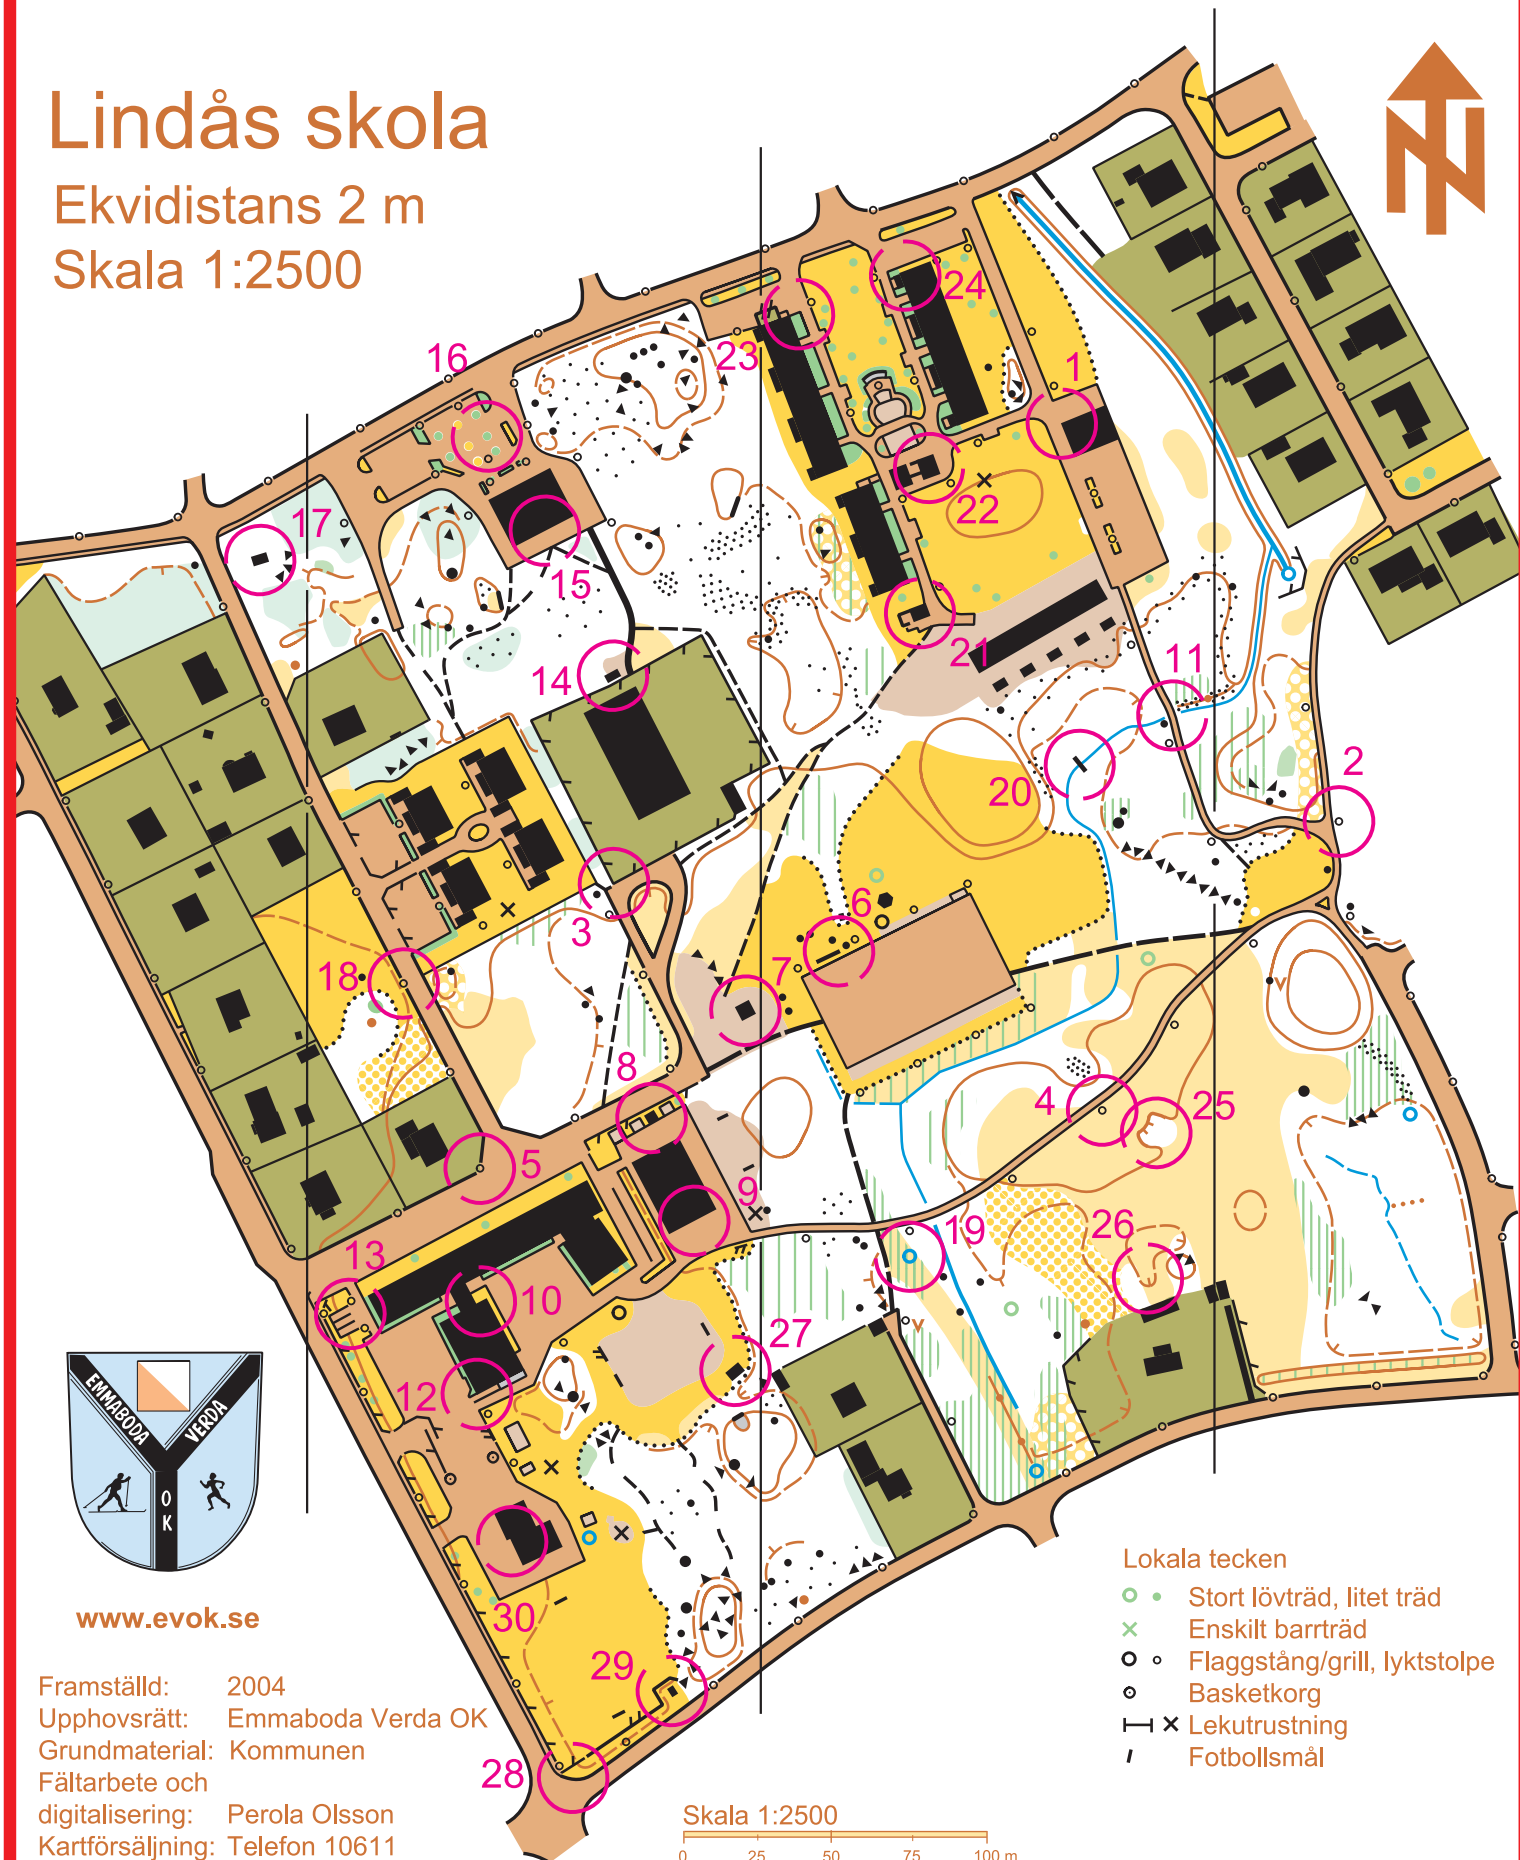 Lindås skola
Ekvidistans 2 m
Skala 1:2500
24
16
23
1
17
22
15
21
14
11
20
2
3
6
18
7
8
4
25
5
9
19
26
13
10
27
12
EMMABODA VERDA
OK
www.evok.se
30
29
28
Framställd: 2004
Upphovsrätt: Emmaboda Verda OK
Grundmaterial: Kommunen
Fältarbete och
digitalisering: Perola Olsson
Kartförsäljning: Telefon 10611
Lokala tecken
Stort lövträd, litet träd
Enskilt barrträd
Flaggstång/grill, lyktstolpe
Basketkorg
Lekutrustning
Fotbollsmål
Skala 1:2500
0 25 50 75 100 m